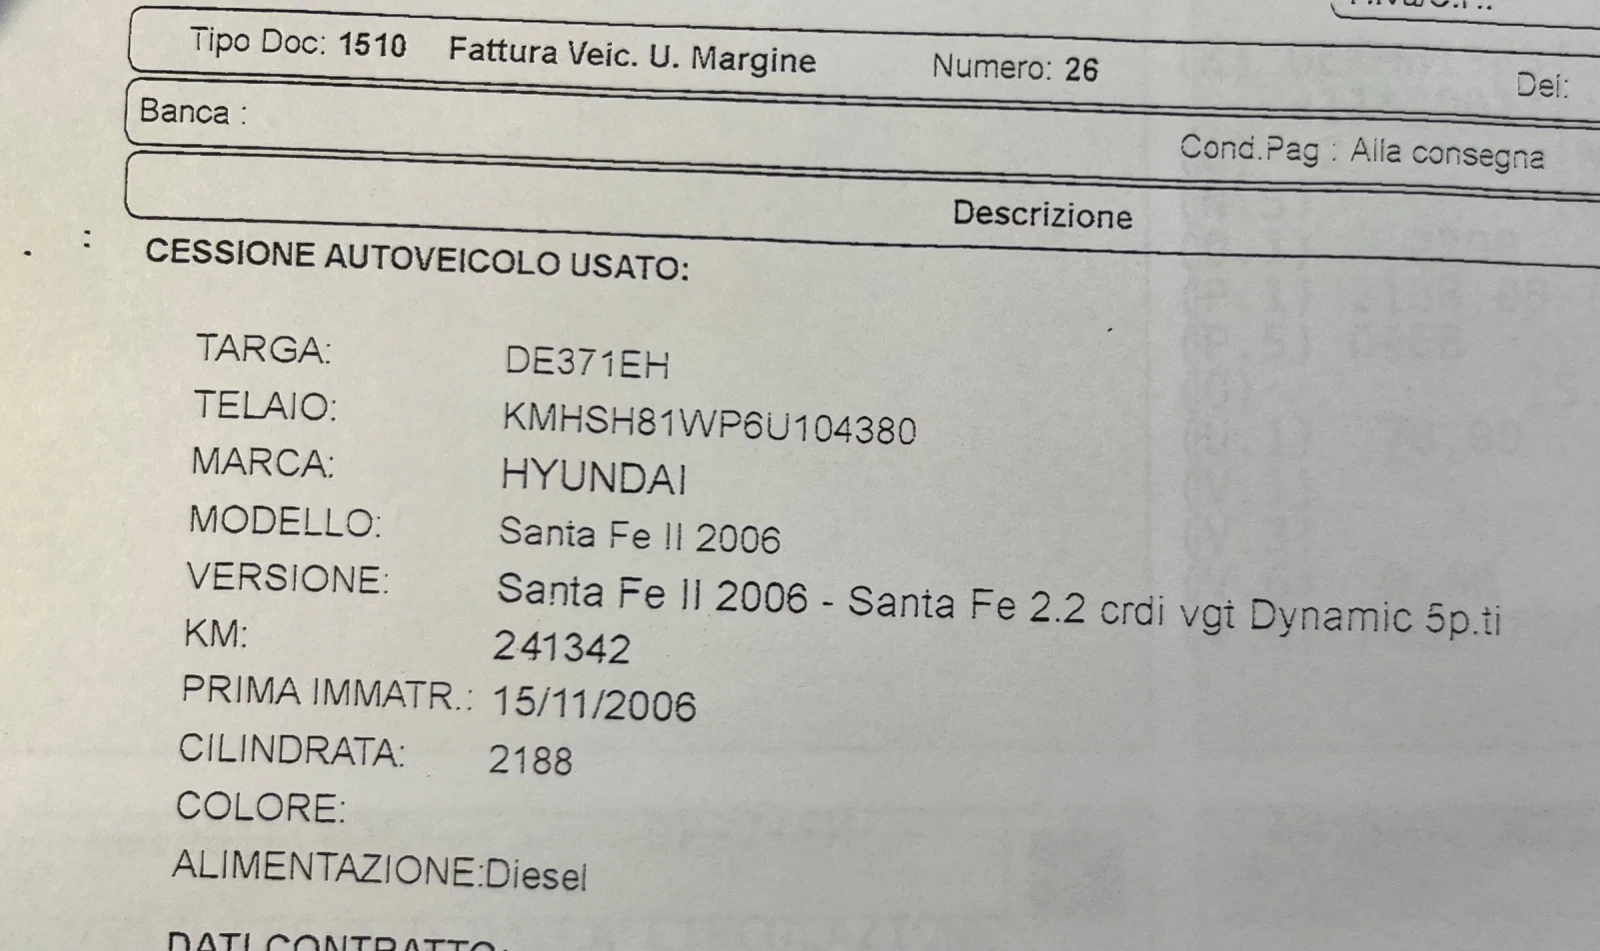 Tipo Doc: 1510 Fattura Veic. U. Margine Numero: 26 Del:
Banca :
Cond.Pag : Alla consegna
Descrizione
CESSIONE AUTOVEICOLO USATO:
TARGA: DE371EH
TELAIO: KMHSH81WP6U104380
MARCA: HYUNDAI
MODELLO: Santa Fe II 2006
VERSIONE: Santa Fe II 2006 - Santa Fe 2.2 crdi vgt Dynamic 5p.ti
KM: 241342
PRIMA IMMATR.: 15/11/2006
CILINDRATA: 2188
COLORE:
ALIMENTAZIONE:Diesel
DATI CONTRATTO: